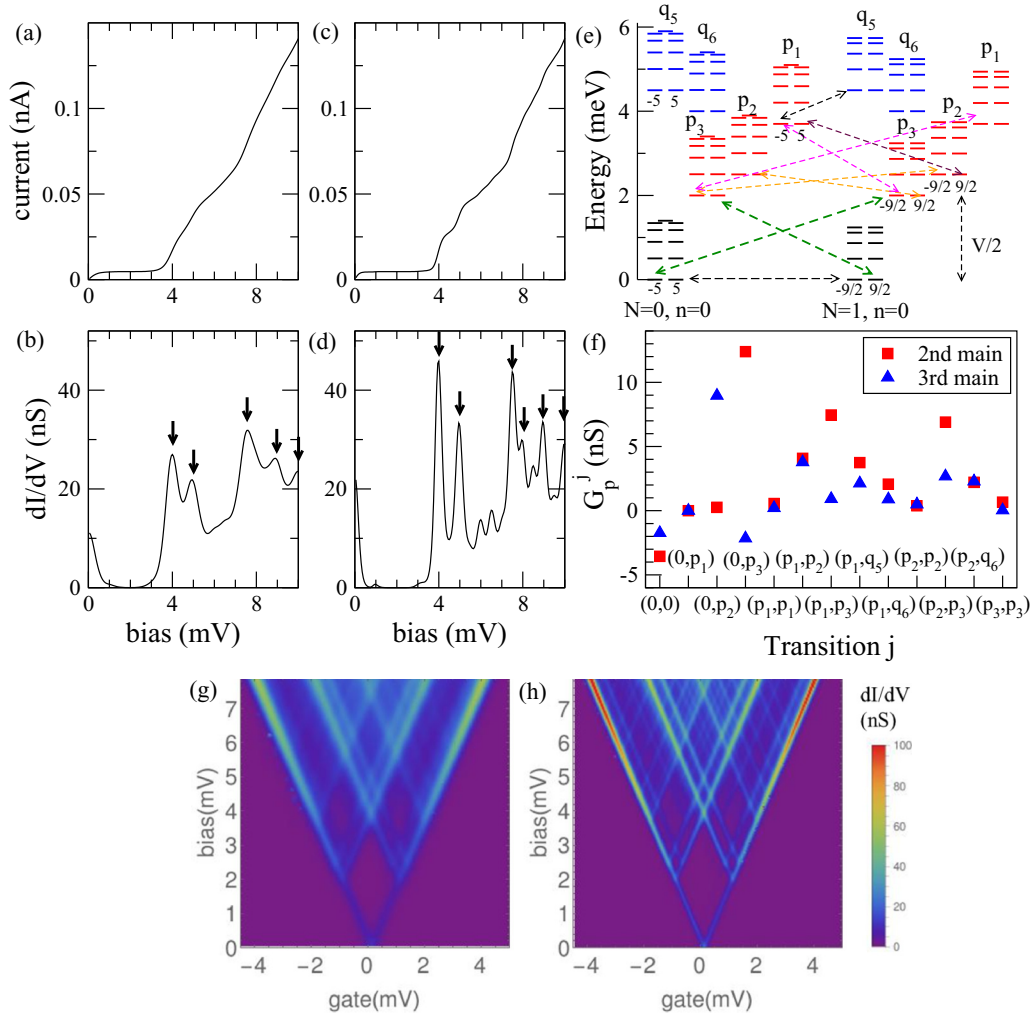 (a)
current (nA)
0.1
0.05
0
0 4 8
(c)
0.1
0.05
0
0 4 8
(e)
Energy (meV)
6
4
2
0
q5
q6
p1
p2
p3
-5 5
-5 5
-5 5
q5
q6
p1
p2
p3
-9/2 9/2
-9/2 9/2
-9/2 9/2
V/2
N=0, n=0
N=1, n=0
(b)
dI/dV (nS)
40
20
0
0 4 8
bias (mV)
(d)
40
20
0
0 4 8
bias (mV)
(f)
2nd main
3rd main
Gpj (nS)
10
5
0
-5
(0,p1) (0,p3) (p1,p2) (p1,q5) (p2,p2) (p2,q6)
(0,0) (0,p2) (p1,p1) (p1,p3) (p1,q6) (p2,p3) (p3,p3)
Transition j
(g)
bias(mV)
7
6
5
4
3
2
1
0
−4 −2 0 2 4
gate(mV)
(h)
bias(mV)
7
6
5
4
3
2
1
0
−4 −2 0 2 4
gate(mV)
dI/dV
(nS)
100
80
60
40
20
0